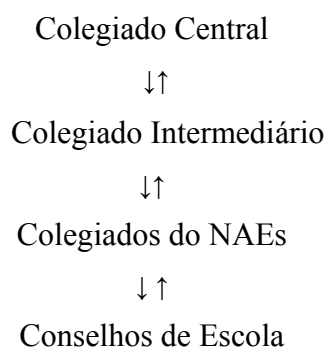 Colegiado Central
↓↑
Colegiado Intermediário
↓↑
Colegiados do NAEs
↓ ↑
Conselhos de Escola